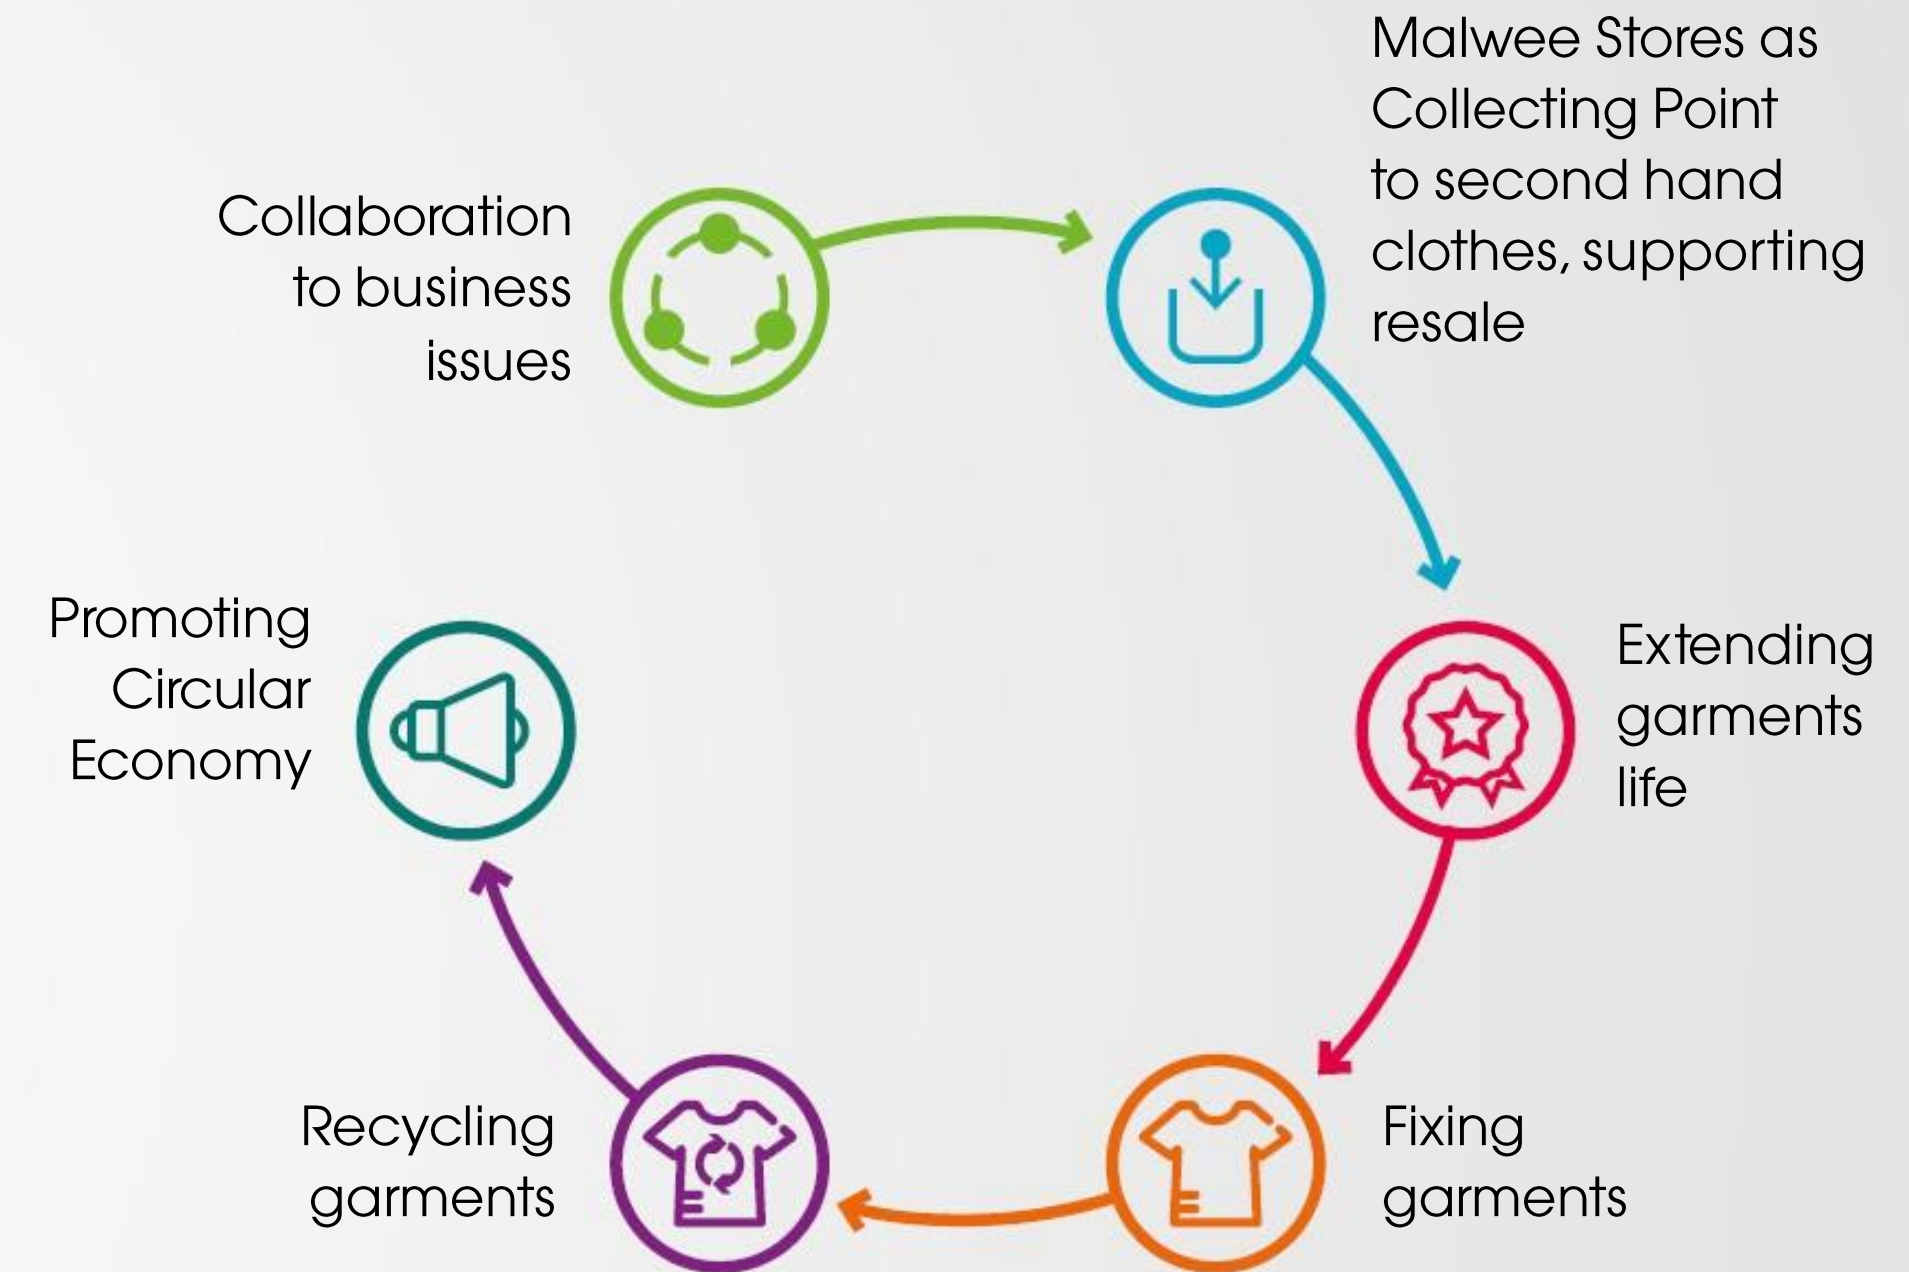 Collaboration
to business
issues
Malwee Stores as
Collecting Point
to second hand
clothes, supporting
resale
Extending
garments
life
Fixing
garments
Recycling
garments
Promoting
Circular
Economy